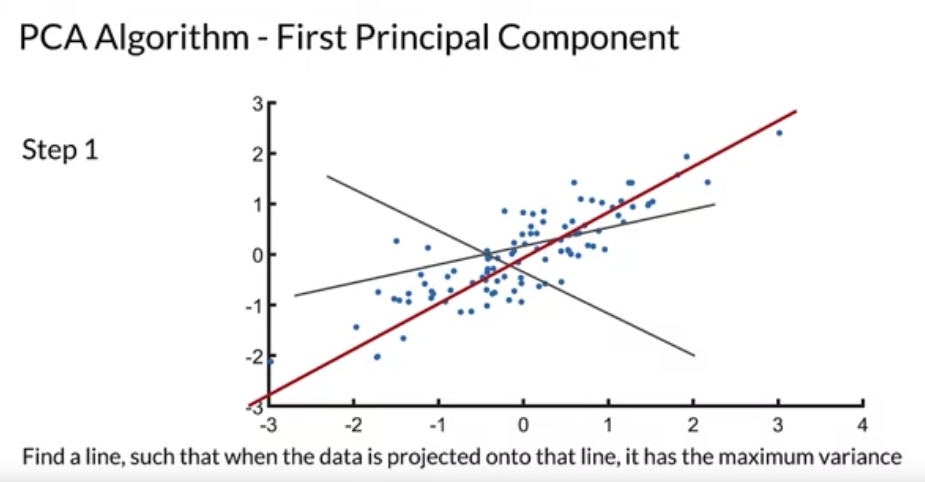 PCA Algorithm - First Principal Component
Step 1
3
2
1
0
-1
-2
-3
-3 -2 -1 0 1 2 3 4
Find a line, such that when the data is projected onto that line, it has the maximum variance